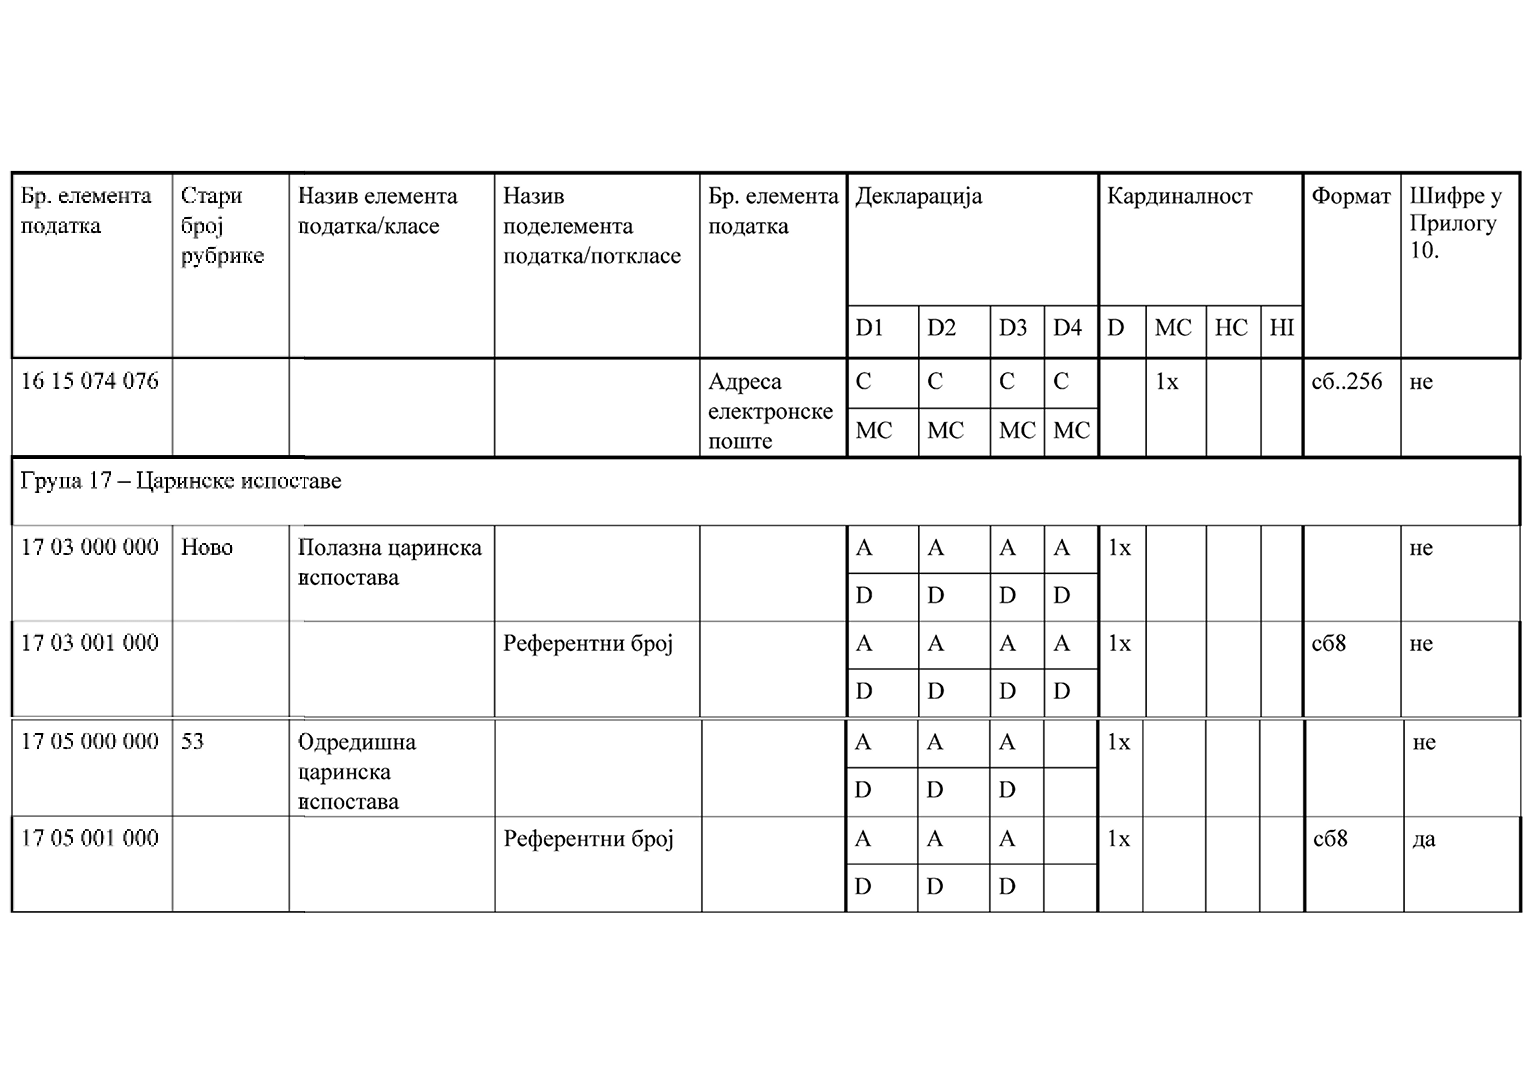 Бр. елемента податка
Стари број рубрике
Назив елемента податка/класе
Назив поделемента податка/поткласе
Бр. елемента податка
Декларација
Кардиналност
Формат
Шифре у Прилогу 10.
D1 D2 D3 D4 D MC HC HI
16 15 074 076 Адреса електронске поште C C C C 1x сб..256 не
MC MC MC MC
Група 17 – Царинске испоставе
17 03 000 000 Ново Полазна царинска испостава A A A A 1x не
D D D D
17 03 001 000 Референтни број A A A A 1x сб8 не
D D D D
17 05 000 000 53 Одредишна царинска испостава A A A 1x не
D D D
17 05 001 000 Референтни број A A A 1x сб8 да
D D D